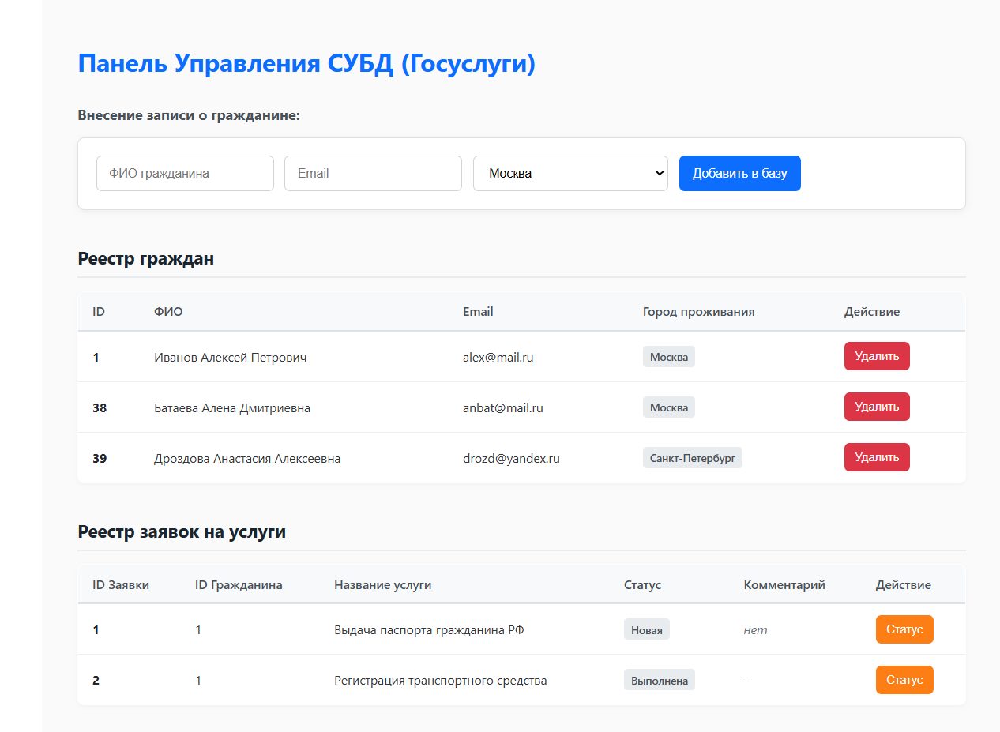 Панель Управления СУБД (Госуслуги)
Внесение записи о гражданине:
ФИО гражданина Email Москва Добавить в базу
Реестр граждан
ID ФИО Email Город проживания Действие
1 Иванов Алексей Петрович alex@mail.ru Москва Удалить
38 Батаева Алена Дмитриевна anbat@mail.ru Москва Удалить
39 Дроздова Анастасия Алексеевна drozd@yandex.ru Санкт-Петербург Удалить
Реестр заявок на услуги
ID Заявки ID Гражданина Название услуги Статус Комментарий Действие
1 1 Выдача паспорта гражданина РФ Новая нет Статус
2 1 Регистрация транспортного средства Выполнена - Статус